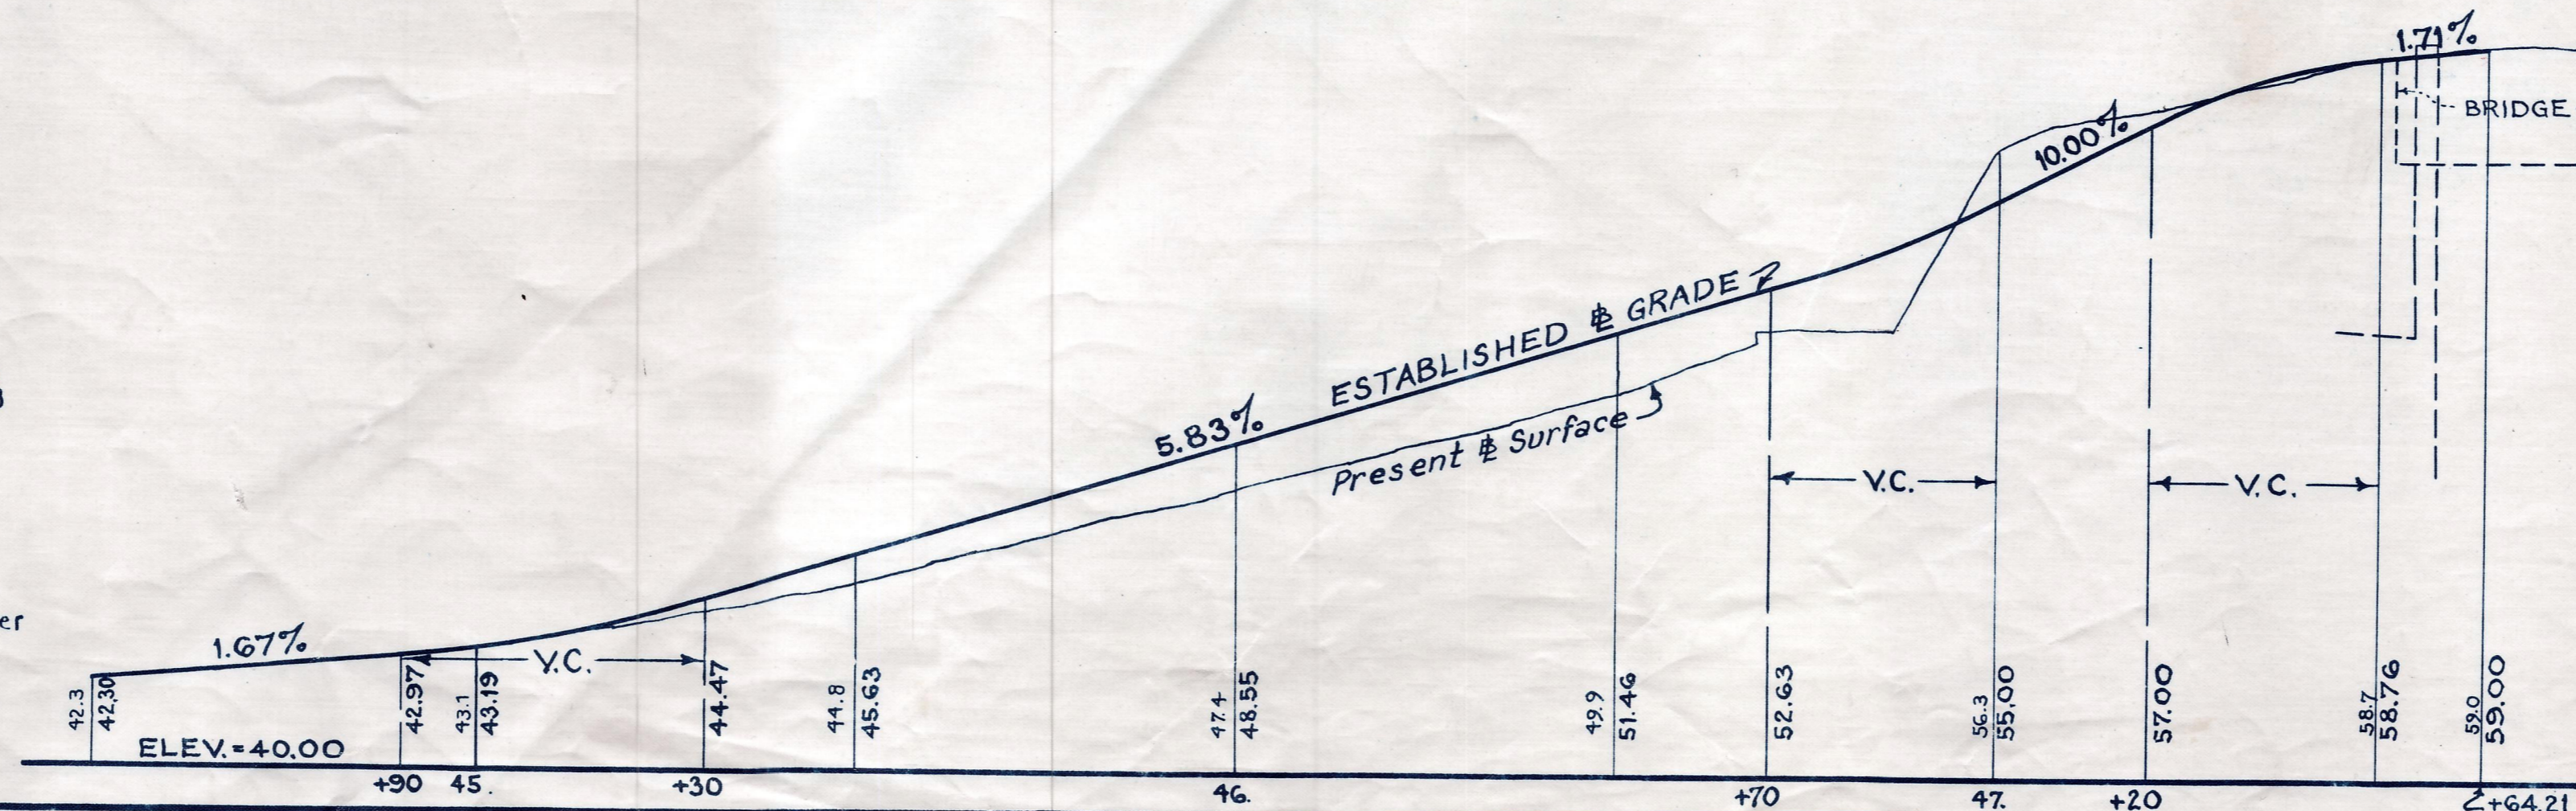 1.71%
BRIDGE
10.00%
ESTABLISHED ⅊ GRADE
5.83%
Present ⅊ Surface
V.C.
V.C.
er
1.67%
V.C.
42.3
42.30
42.97
43.1
43.19
44.47
44.8
45.63
47.4
48.55
49.9
51.46
52.63
56.3
55.00
57.00
58.7
58.76
59.0
59.00
ELEV.=40.00
+90 45. +30 46. +70 47. +20 +64.21